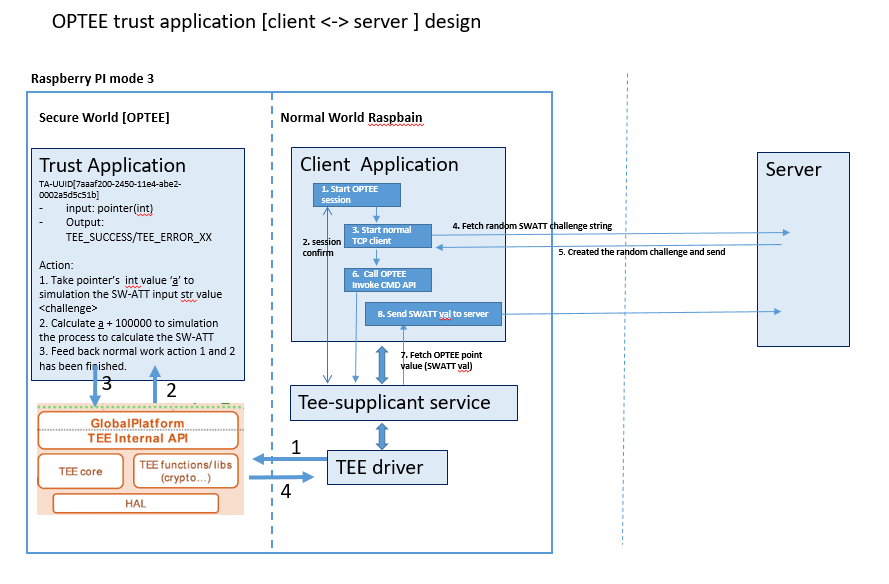 OPTEE trust application [client <-> server ] design
Raspberry PI mode 3
Secure World [OPTEE]
Normal World Raspbain
Trust Application
TA-UUID[7aaaf200-2450-11e4-abe2-
0002a5d5c51b]
- input: pointer(int)
- Output:
TEE_SUCCESS/TEE_ERROR_XX
Action:
1. Take pointer's int value 'a' to
simulation the SW-ATT input str value
<challenge>
2. Calculate a + 100000 to simulation
the process to calculate the SW-ATT
3. Feed back normal work action 1 and 2
has been finished.
3
2
GlobalPlatform
TEE Internal API
TEE core
TEE functions/libs
(crypto...)
HAL
Client Application
1. Start OPTEE
session
2. session
confirm
3. Start normal
TCP client
4. Fetch random SWATT challenge string
5. Created the random challenge and send
6. Call OPTEE
Invoke CMD API
8. Send SWATT val to server
7. Fetch OPTEE point
value (SWATT val)
Tee-supplicant service
1
TEE driver
4
Server